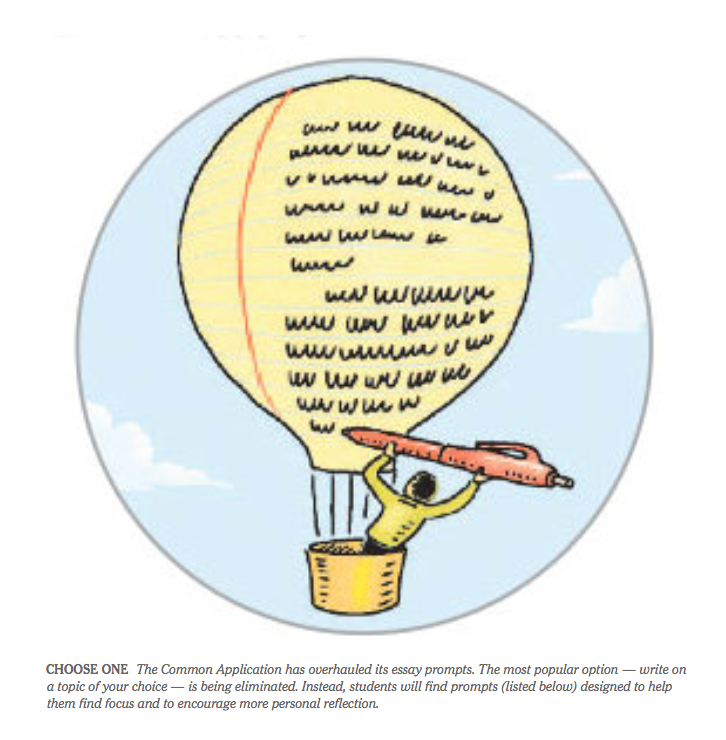 CHOOSE ONE The Common Application has overhauled its essay prompts. The most popular option — write on
a topic of your choice — is being eliminated. Instead, students will find prompts (listed below) designed to help
them find focus and to encourage more personal reflection.